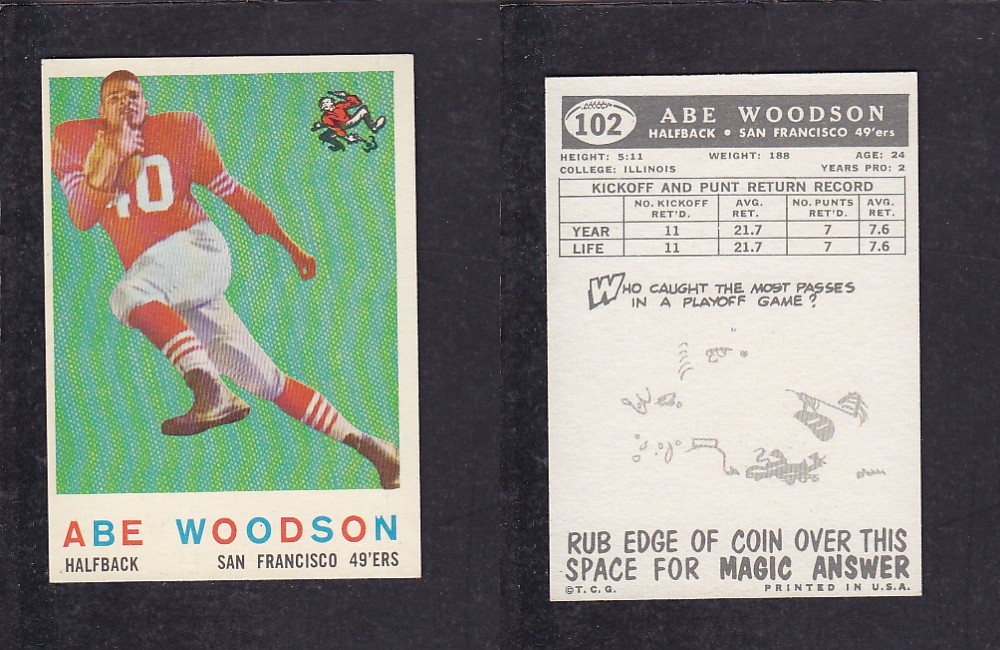 40
ABE WOODSON
HALFBACK SAN FRANCISCO 49'ERS
102
ABE WOODSON
HALFBACK • SAN FRANCISCO 49'ers
HEIGHT: 5:11 WEIGHT: 188 AGE: 24
COLLEGE: ILLINOIS YEARS PRO: 2
KICKOFF AND PUNT RETURN RECORD
NO. KICKOFF RET'D. AVG. RET. NO. PUNTS RET'D. AVG. RET.
YEAR 11 21.7 7 7.6
LIFE 11 21.7 7 7.6
WHO CAUGHT THE MOST PASSES
IN A PLAYOFF GAME?
RUB EDGE OF COIN OVER THIS
SPACE FOR MAGIC ANSWER
©T.C.G. PRINTED IN U.S.A.